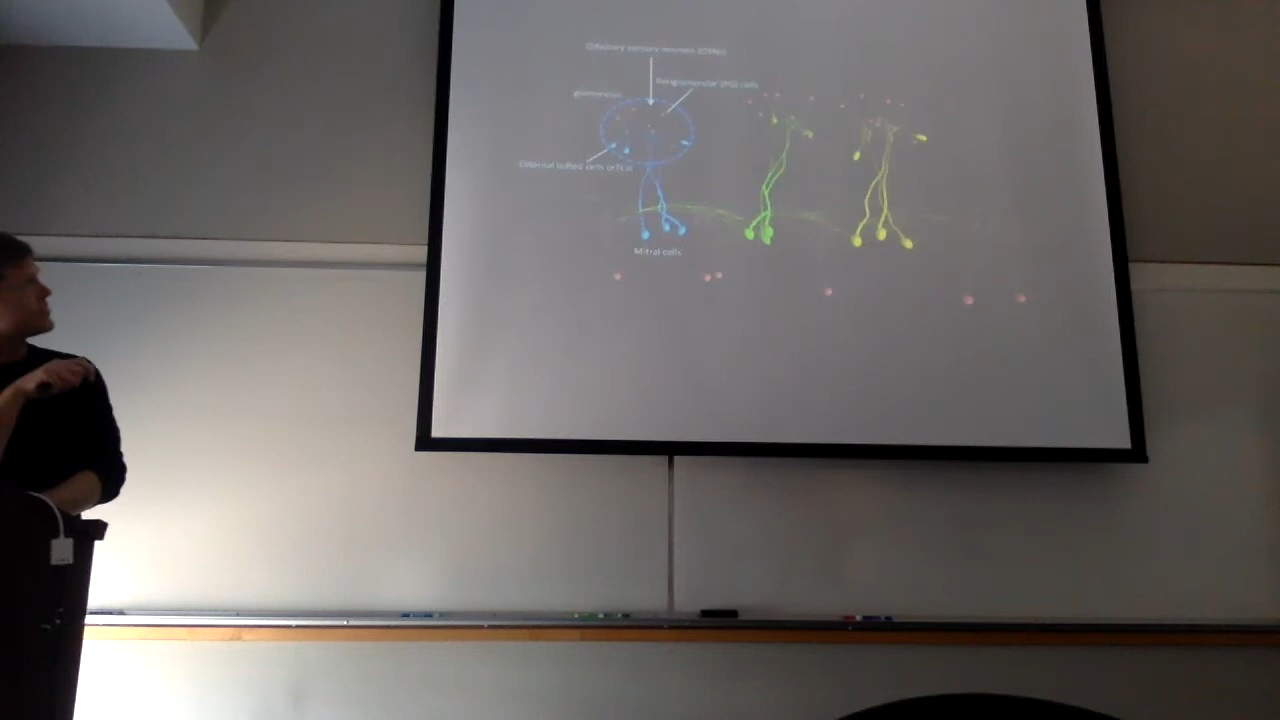 Olfactory sensory neurons (OSNs)
Periglomerular (PG) cells
glomerulus
External tufted cells (eTCs)
Mitral cells